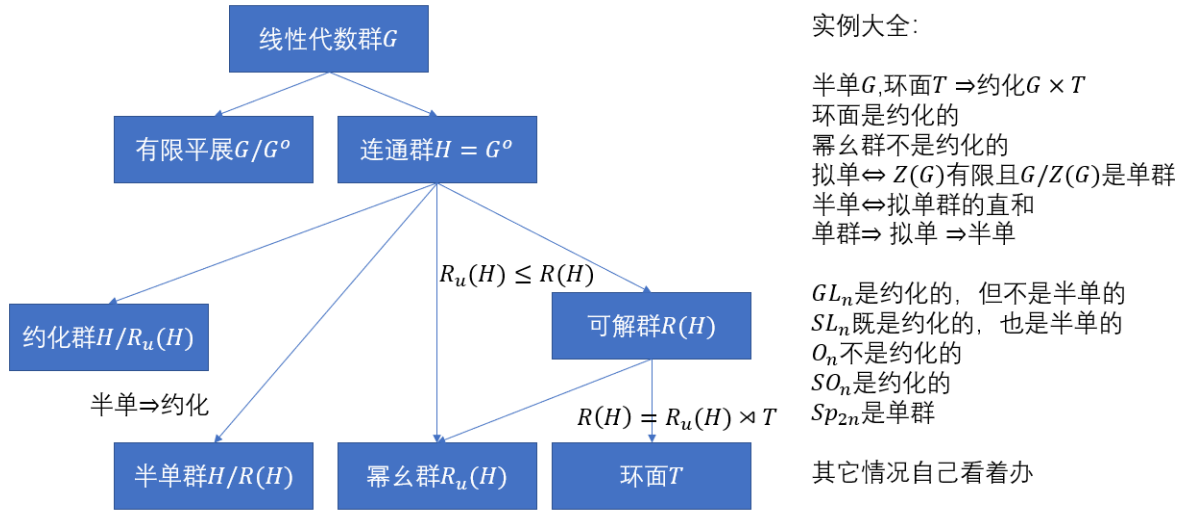 线性代数群G
有限平展G/G°
连通群H = G°
R_u(H) ≤ R(H)
约化群H/R_u(H)
可解群R(H)
半单⇒约化
R(H) = R_u(H) ⋊ T
半单群H/R(H)
幂幺群R_u(H)
环面T
实例大全:
半单G,环面T ⇒约化G × T
环面是约化的
幂幺群不是约化的
拟单⇔ Z(G)有限且G/Z(G)是单群
半单⇔拟单群的直和
单群⇒ 拟单 ⇒半单
GL_n是约化的，但不是半单的
SL_n既是约化的，也是半单的
O_n不是约化的
SO_n是约化的
Sp_{2n}是单群
其它情况自己看着办